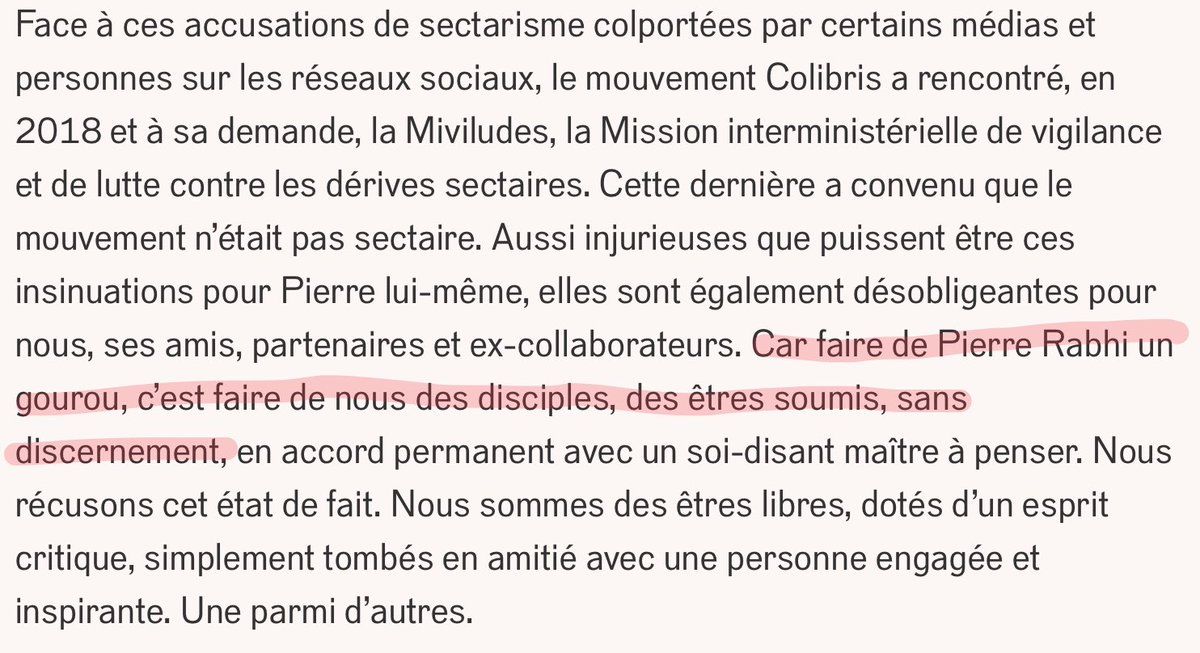 Face à ces accusations de sectarisme colportées par certains médias et
personnes sur les réseaux sociaux, le mouvement Colibris a rencontré, en
2018 et à sa demande, la Miviludes, la Mission interministérielle de vigilance
et de lutte contre les dérives sectaires. Cette dernière a convenu que le
mouvement n’était pas sectaire. Aussi injurieuses que puissent être ces
insinuations pour Pierre lui-même, elles sont également désobligeantes pour
nous, ses amis, partenaires et ex-collaborateurs. Car faire de Pierre Rabhi un
gourou, c’est faire de nous des disciples, des êtres soumis, sans
discernement, en accord permanent avec un soi-disant maître à penser. Nous
récusons cet état de fait. Nous sommes des êtres libres, dotés d’un esprit
critique, simplement tombés en amitié avec une personne engagée et
inspirante. Une parmi d’autres.